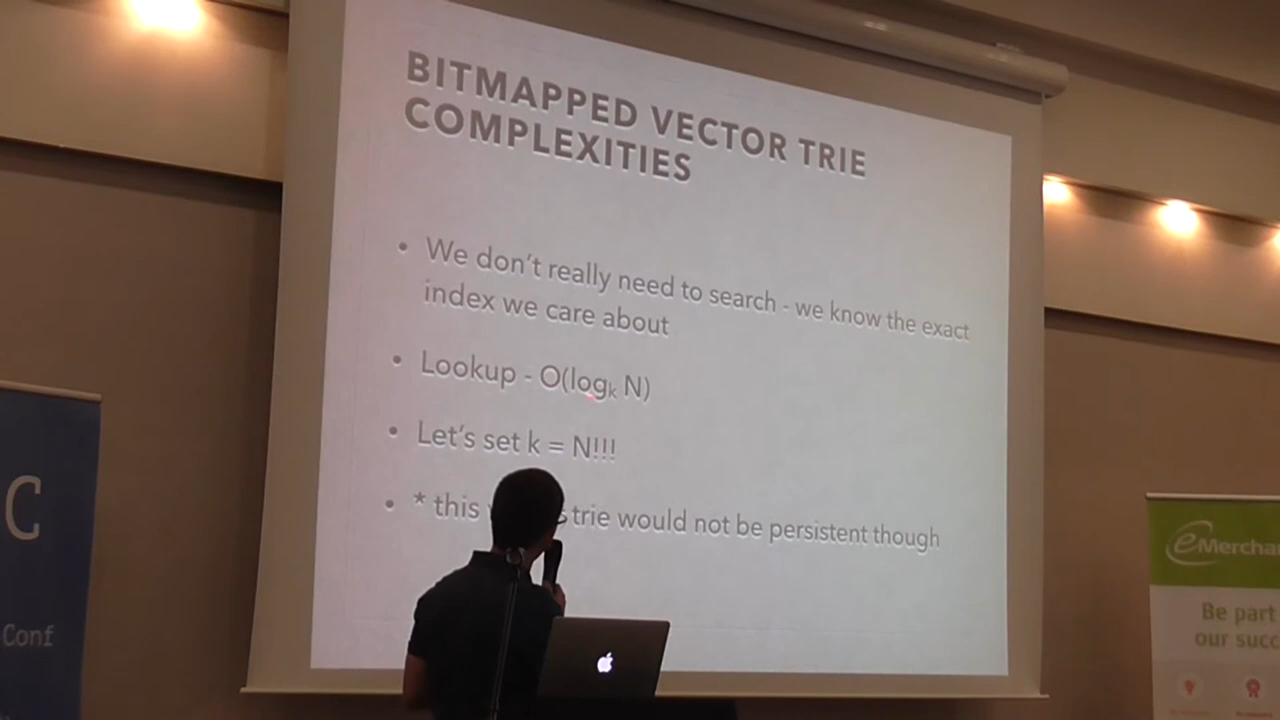 BITMAPPED VECTOR TRIE
COMPLEXITIES
• We don't really need to search - we know the exact
index we care about
• Lookup - O(logk N)
• Let's set k = N!!!
• * this trie would not be persistent though
C
Conf
eMercha
Be part
our succ